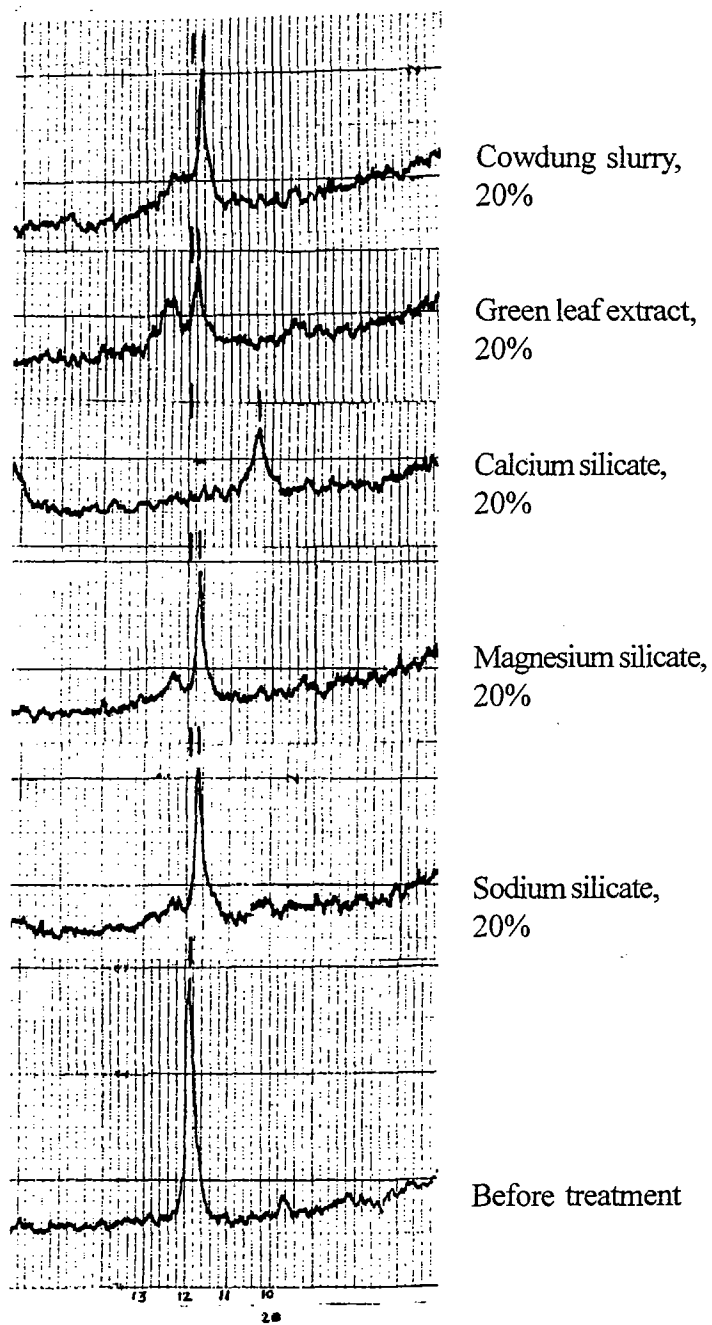 Cowdung slurry,
20%
Green leaf extract,
20%
Calcium silicate,
20%
Magnesium silicate,
20%
Sodium silicate,
20%
Before treatment
13 12 11 10
2θ